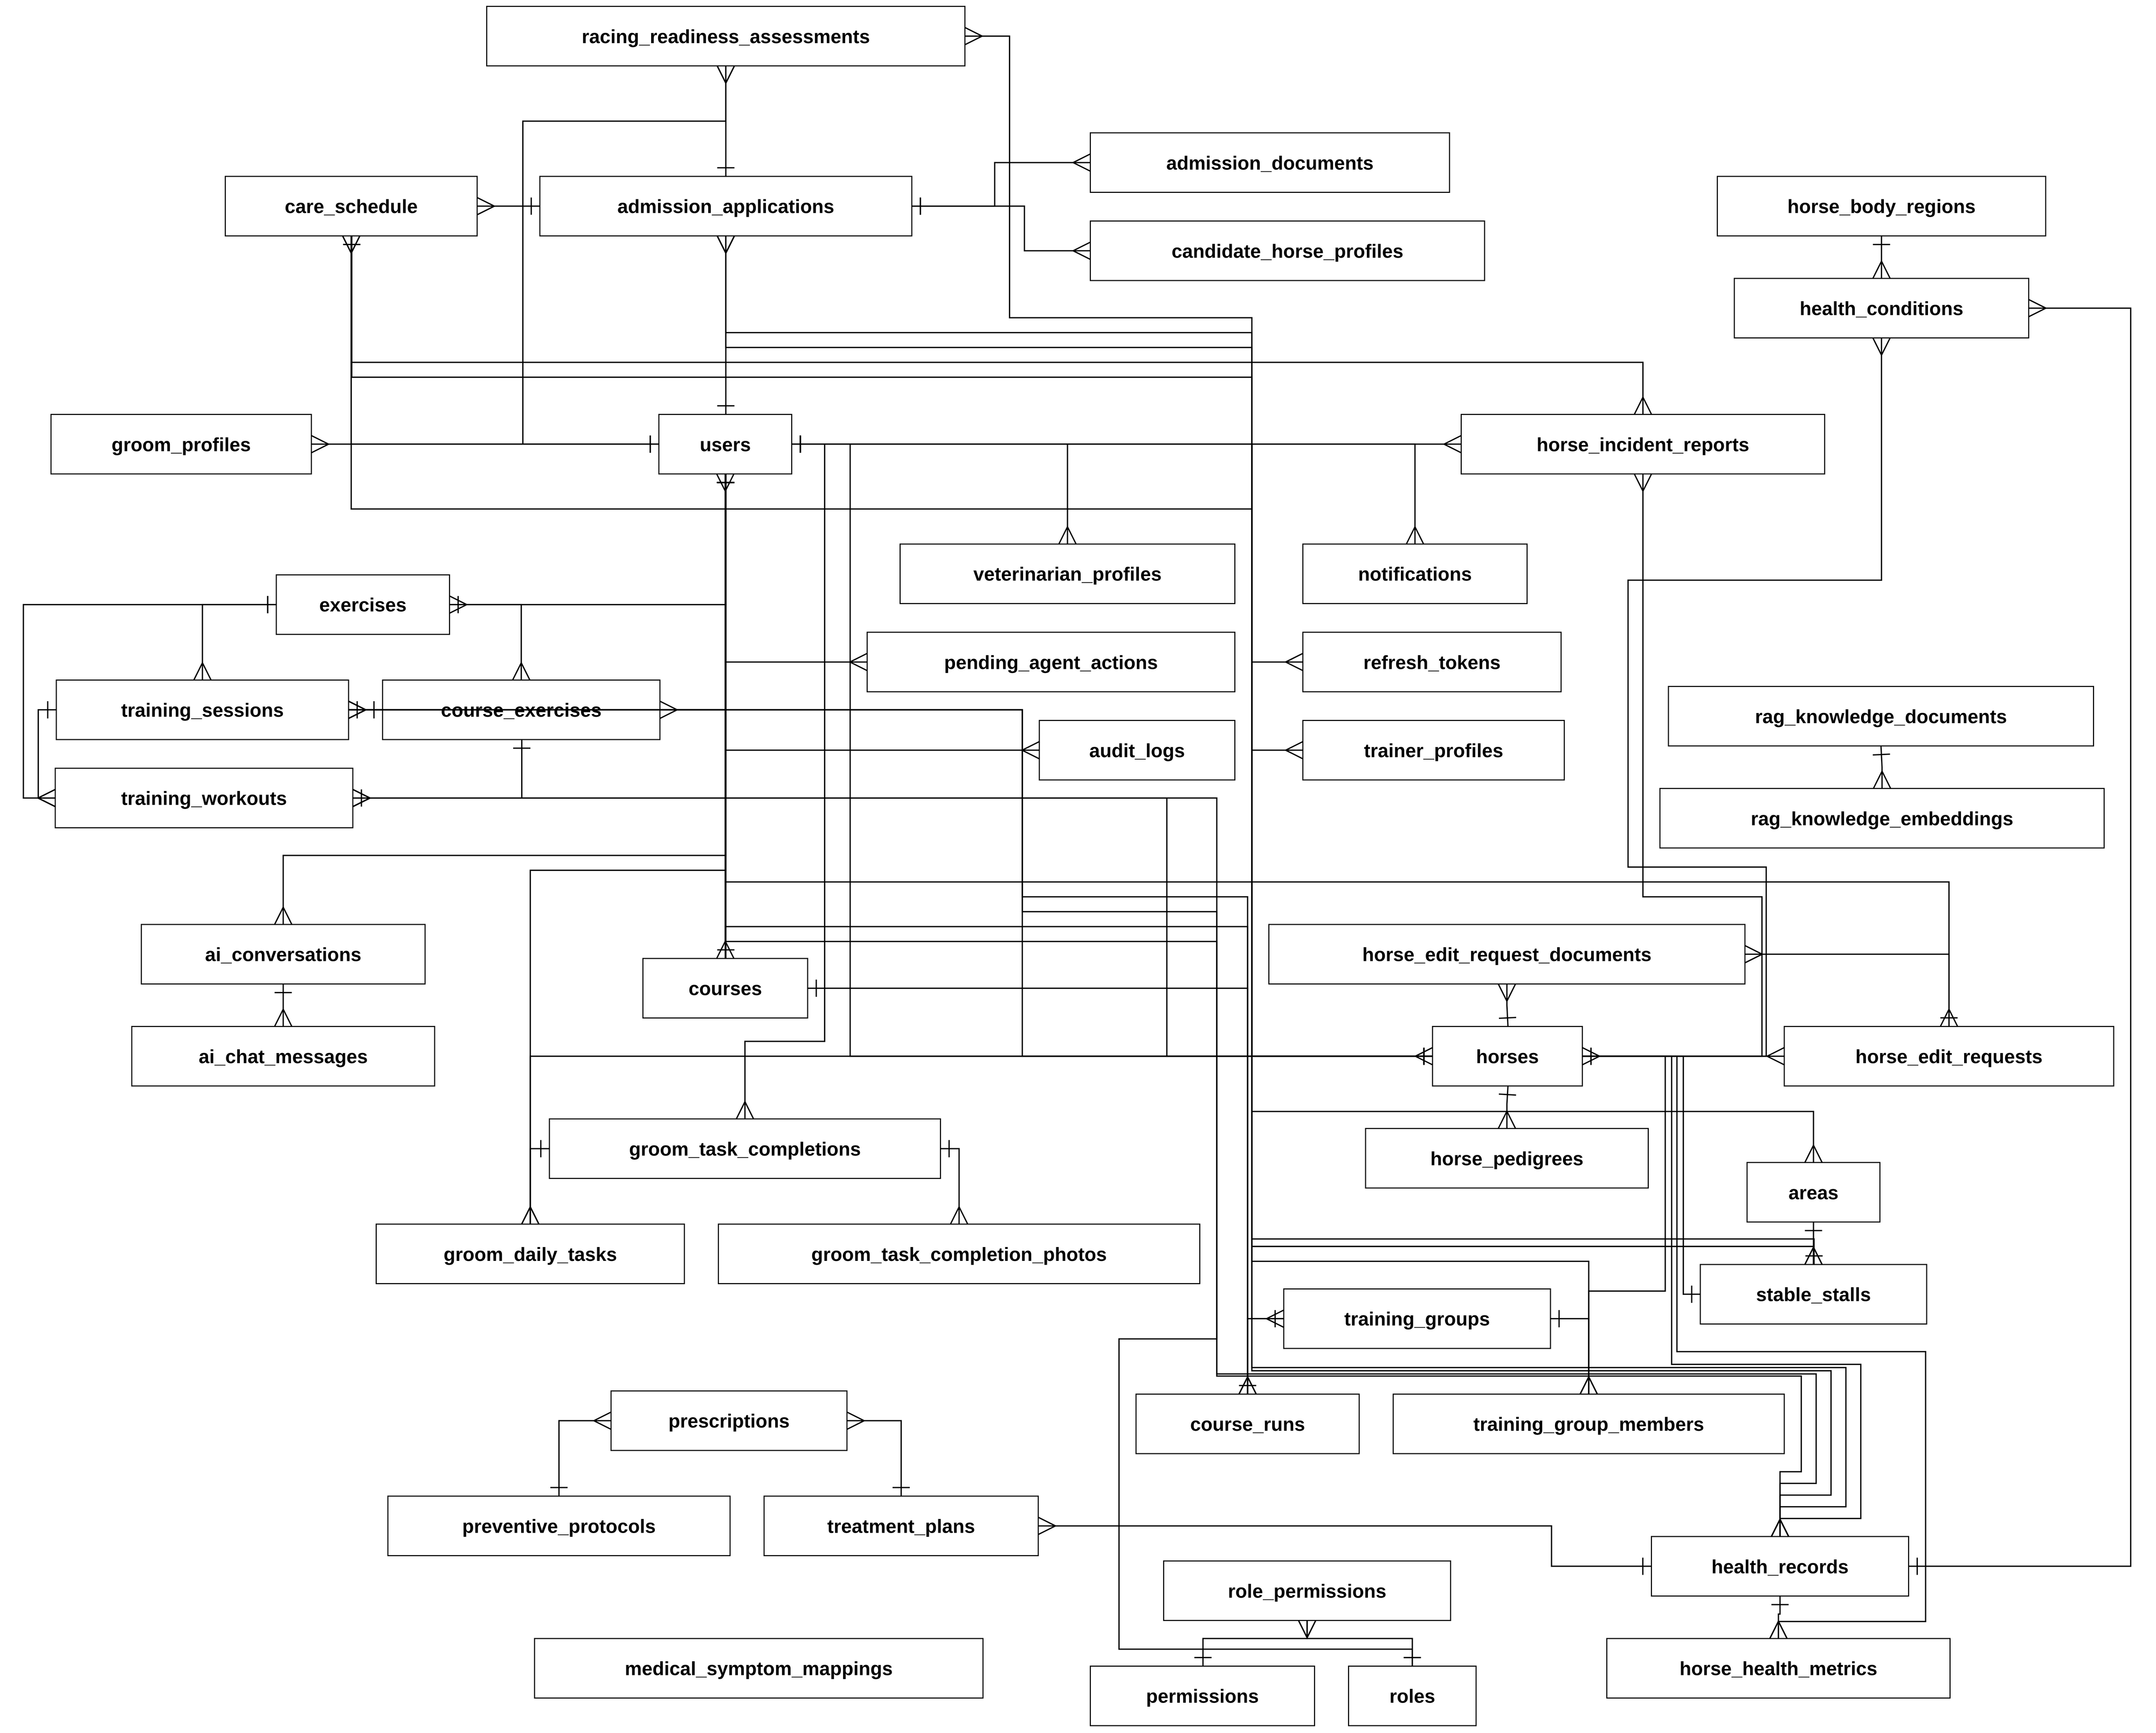 racing_readiness_assessments
admission_documents
care_schedule
admission_applications
horse_body_regions
candidate_horse_profiles
health_conditions
groom_profiles
users
horse_incident_reports
veterinarian_profiles
notifications
exercises
pending_agent_actions
refresh_tokens
training_sessions
course_exercises
rag_knowledge_documents
audit_logs
trainer_profiles
training_workouts
rag_knowledge_embeddings
ai_conversations
horse_edit_request_documents
courses
ai_chat_messages
horses
horse_edit_requests
groom_task_completions
horse_pedigrees
areas
groom_daily_tasks
groom_task_completion_photos
stable_stalls
training_groups
prescriptions
course_runs
training_group_members
preventive_protocols
treatment_plans
health_records
role_permissions
medical_symptom_mappings
horse_health_metrics
permissions
roles